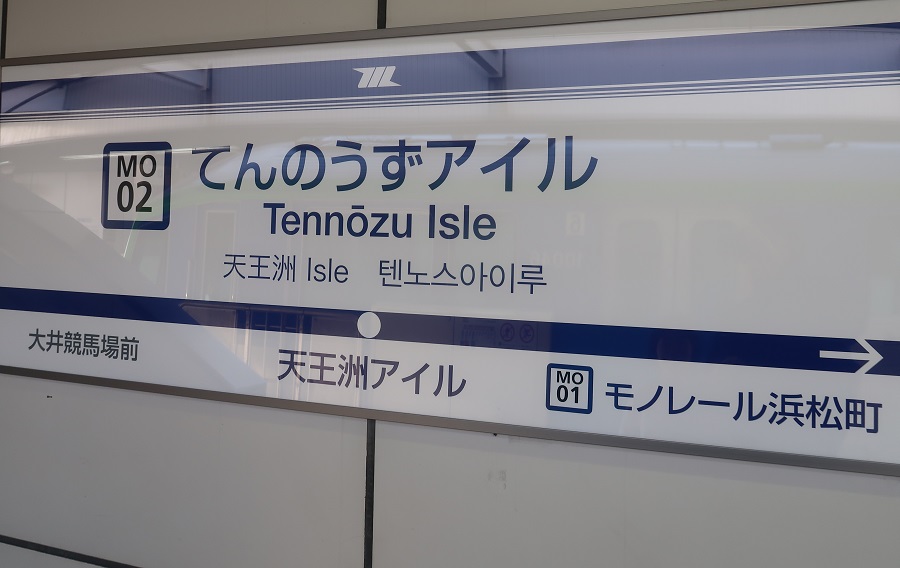 MO
02
てんのうずアイル
Tennōzu Isle
天王洲 Isle 텐노스아이루
大井競馬場前
天王洲アイル
MO
01
モノレール浜松町